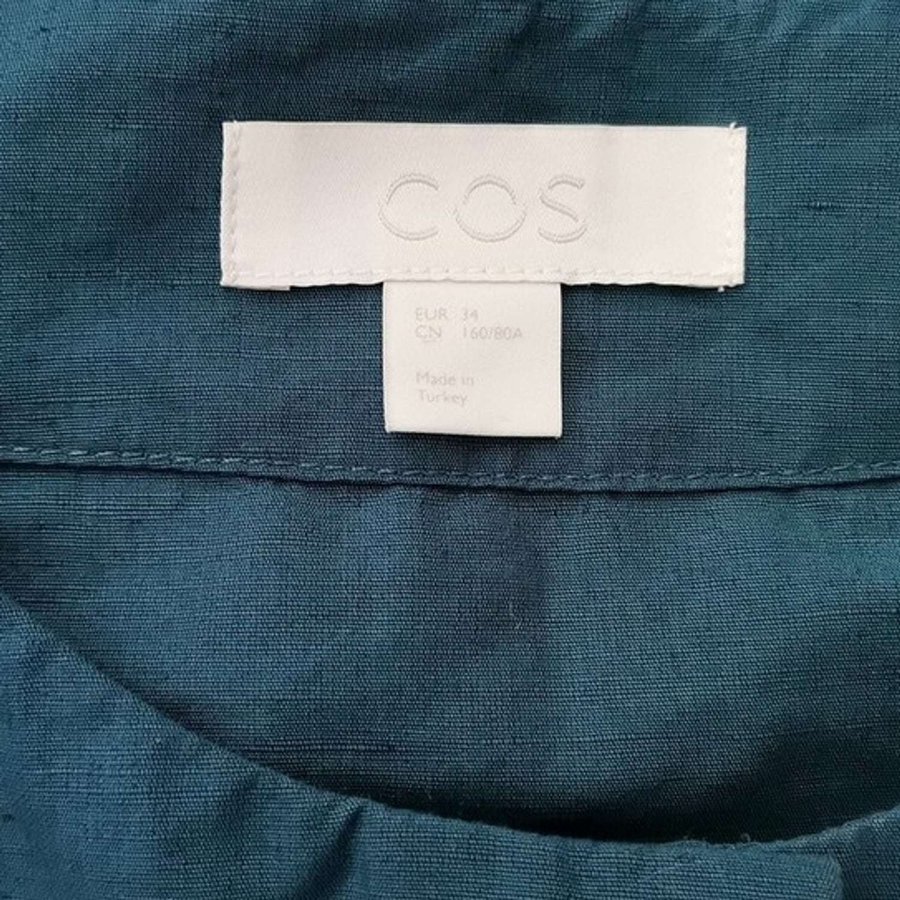 COS
EUR 34
CN 160/80A
Made in
Turkey